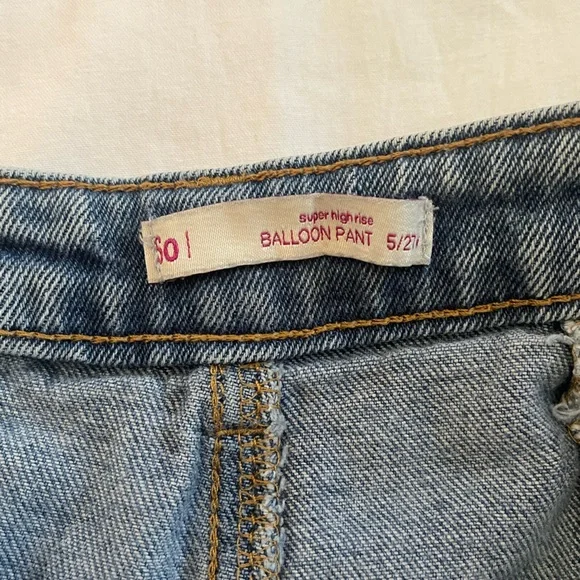 So |
super high rise
BALLOON PANT 5/27